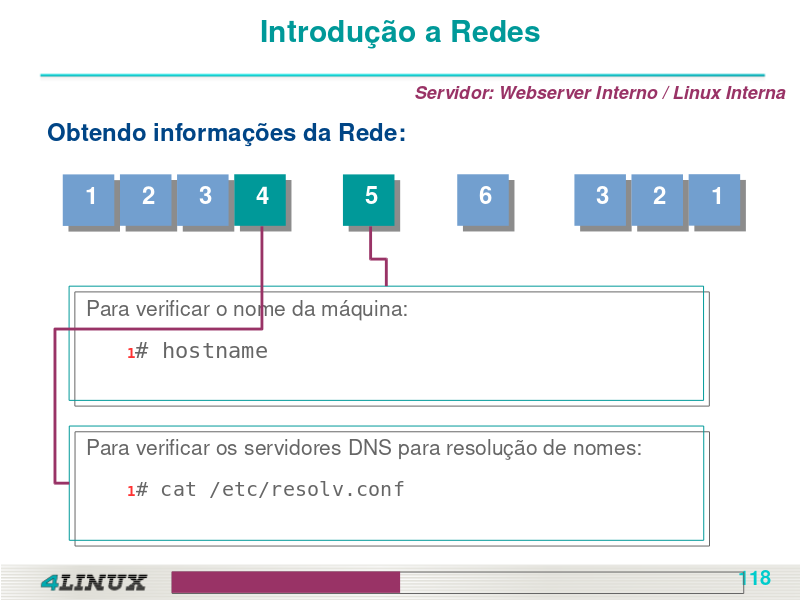 Introdução a Redes
Servidor: Webserver Interno / Linux Interna
Obtendo informações da Rede:
1 2 3 4 5 6 3 2 1
Para verificar o nome da máquina:
1# hostname
Para verificar os servidores DNS para resolução de nomes:
1# cat /etc/resolv.conf
4LINUX
118